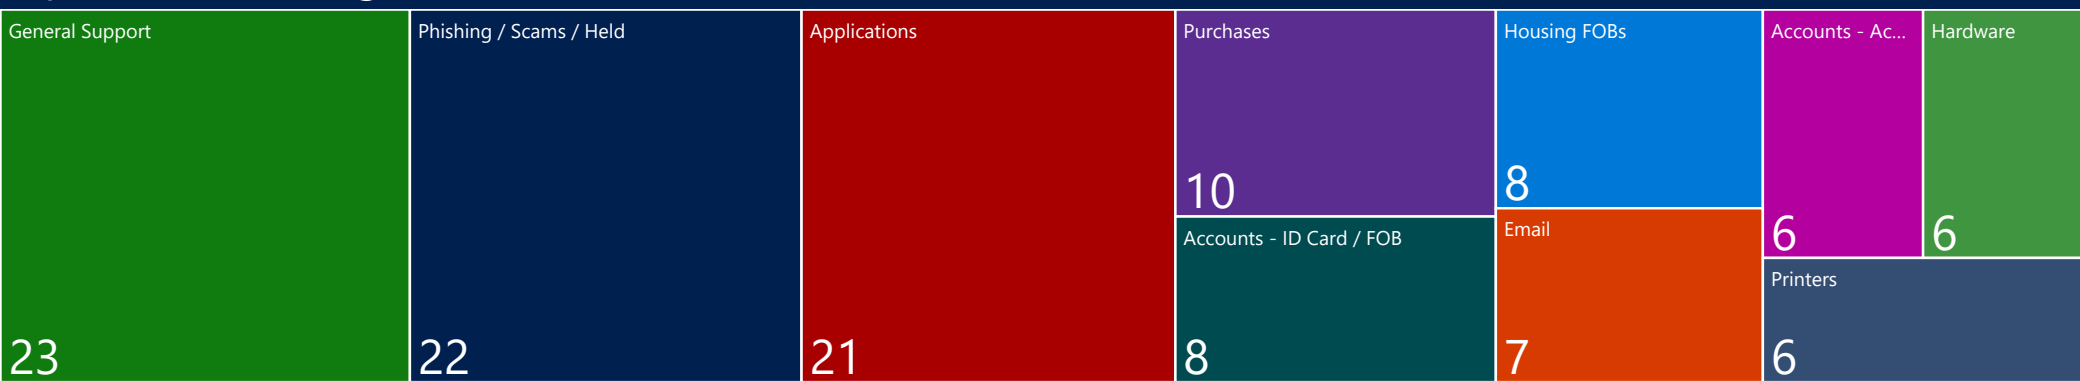 General Support
23
Phishing / Scams / Held
22
Applications
21
Purchases
10
Accounts - ID Card / FOB
8
Housing FOBs
8
Email
7
Accounts - Ac...
6
Hardware
6
Printers
6